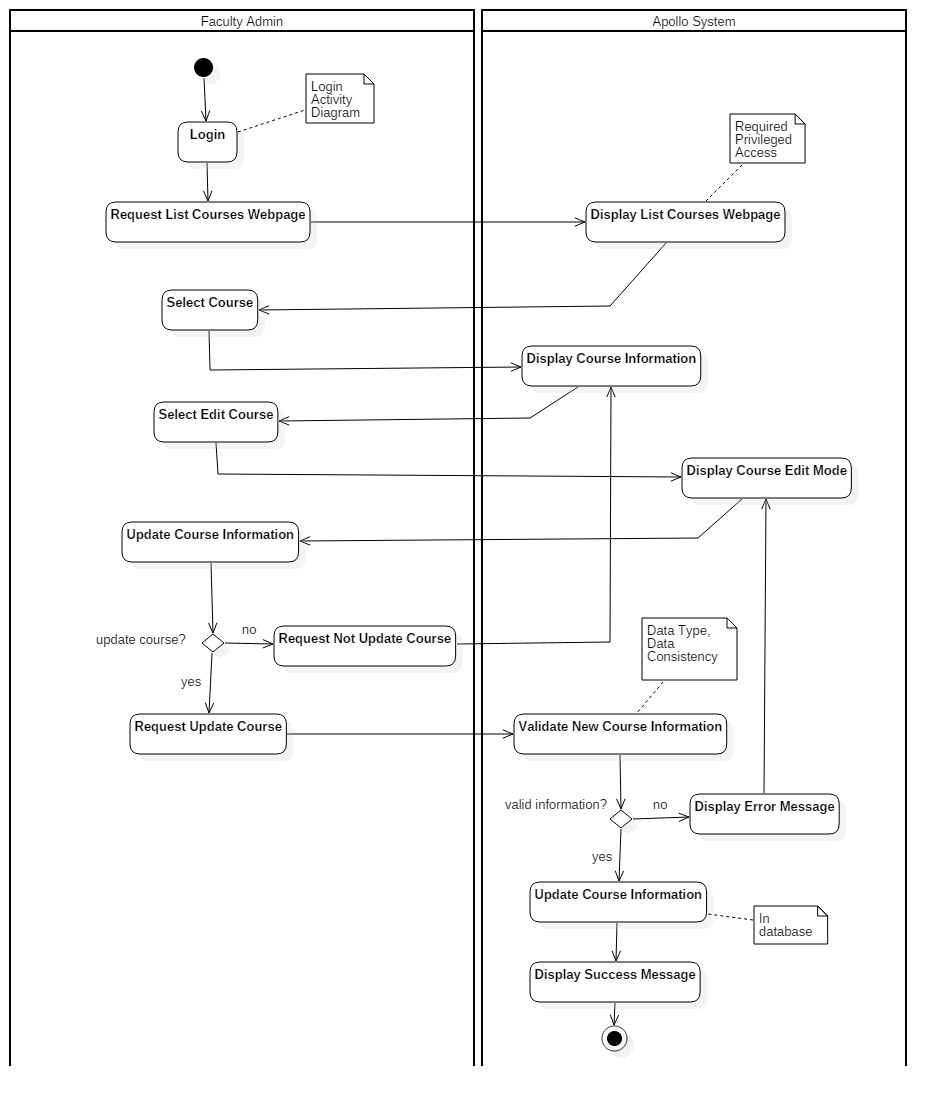 Faculty Admin
Apollo System
Login
Activity
Diagram
Login
Required
Privileged
Access
Request List Courses Webpage
Display List Courses Webpage
Select Course
Display Course Information
Select Edit Course
Display Course Edit Mode
Update Course Information
update course?
no
Request Not Update Course
Data Type,
Data
Consistency
yes
Request Update Course
Validate New Course Information
valid information?
no
Display Error Message
yes
Update Course Information
In
database
Display Success Message